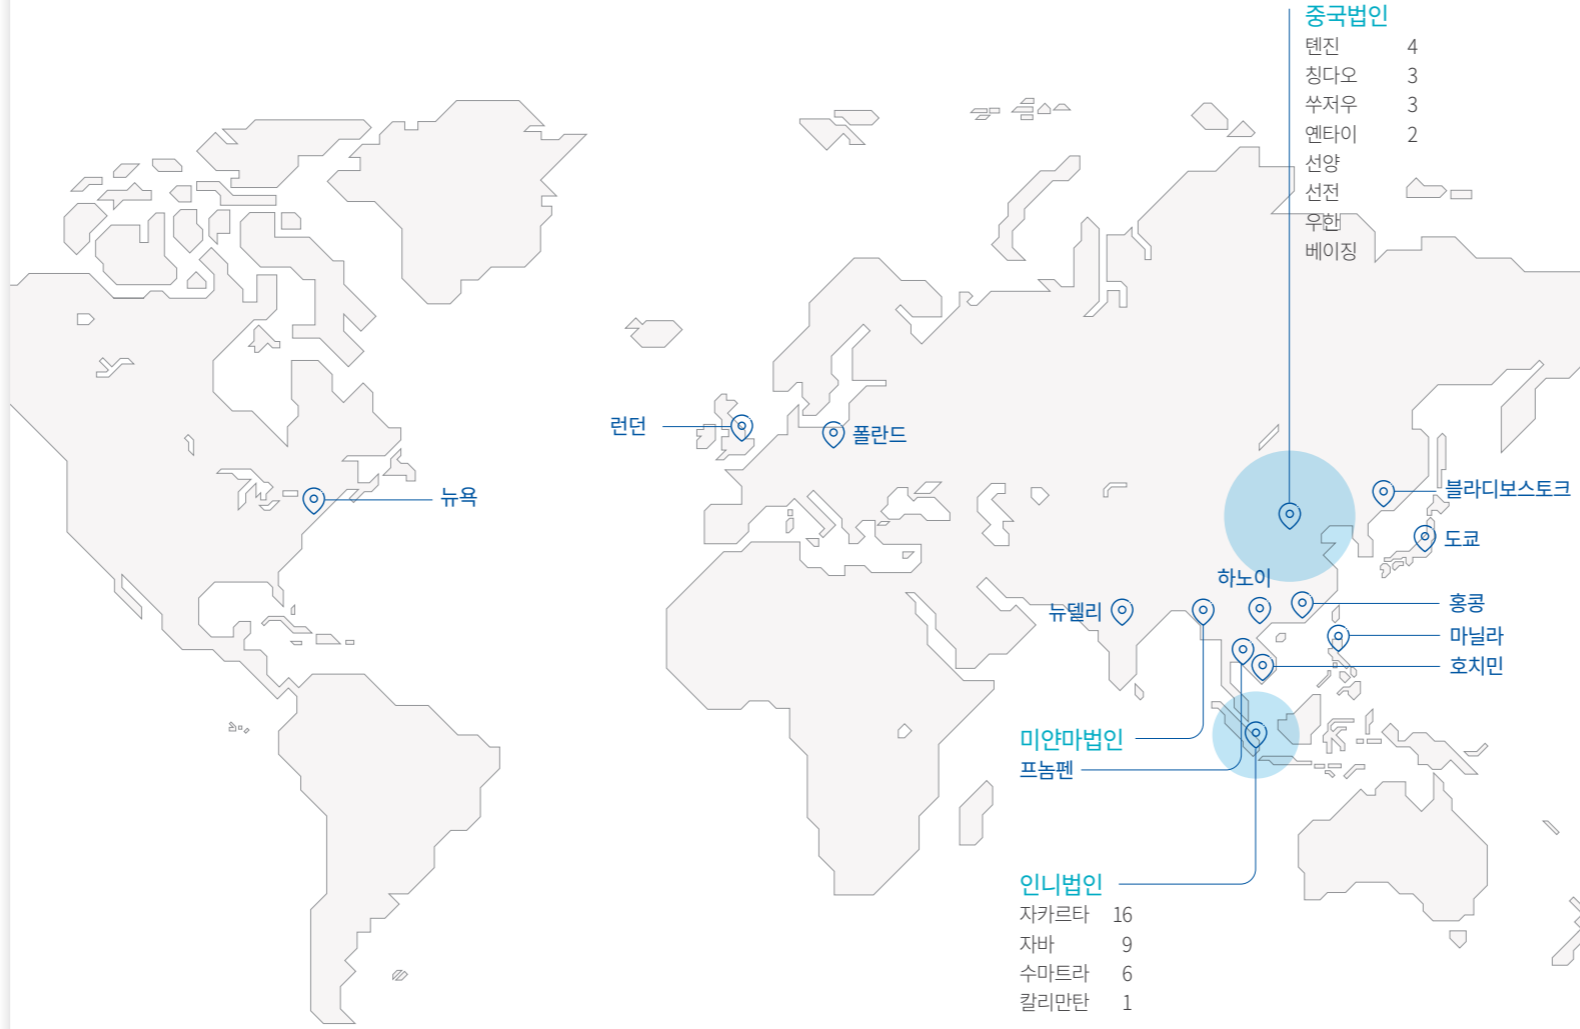 중국법인
톈진 4
칭다오 3
쑤저우 3
옌타이 2
선양
선전
우한
베이징
런던
폴란드
뉴욕
블라디보스토크
도쿄
하노이
뉴델리
홍콩
마닐라
호치민
미얀마법인
프놈펜
인니법인
자카르타 16
자바 9
수마트라 6
칼리만탄 1